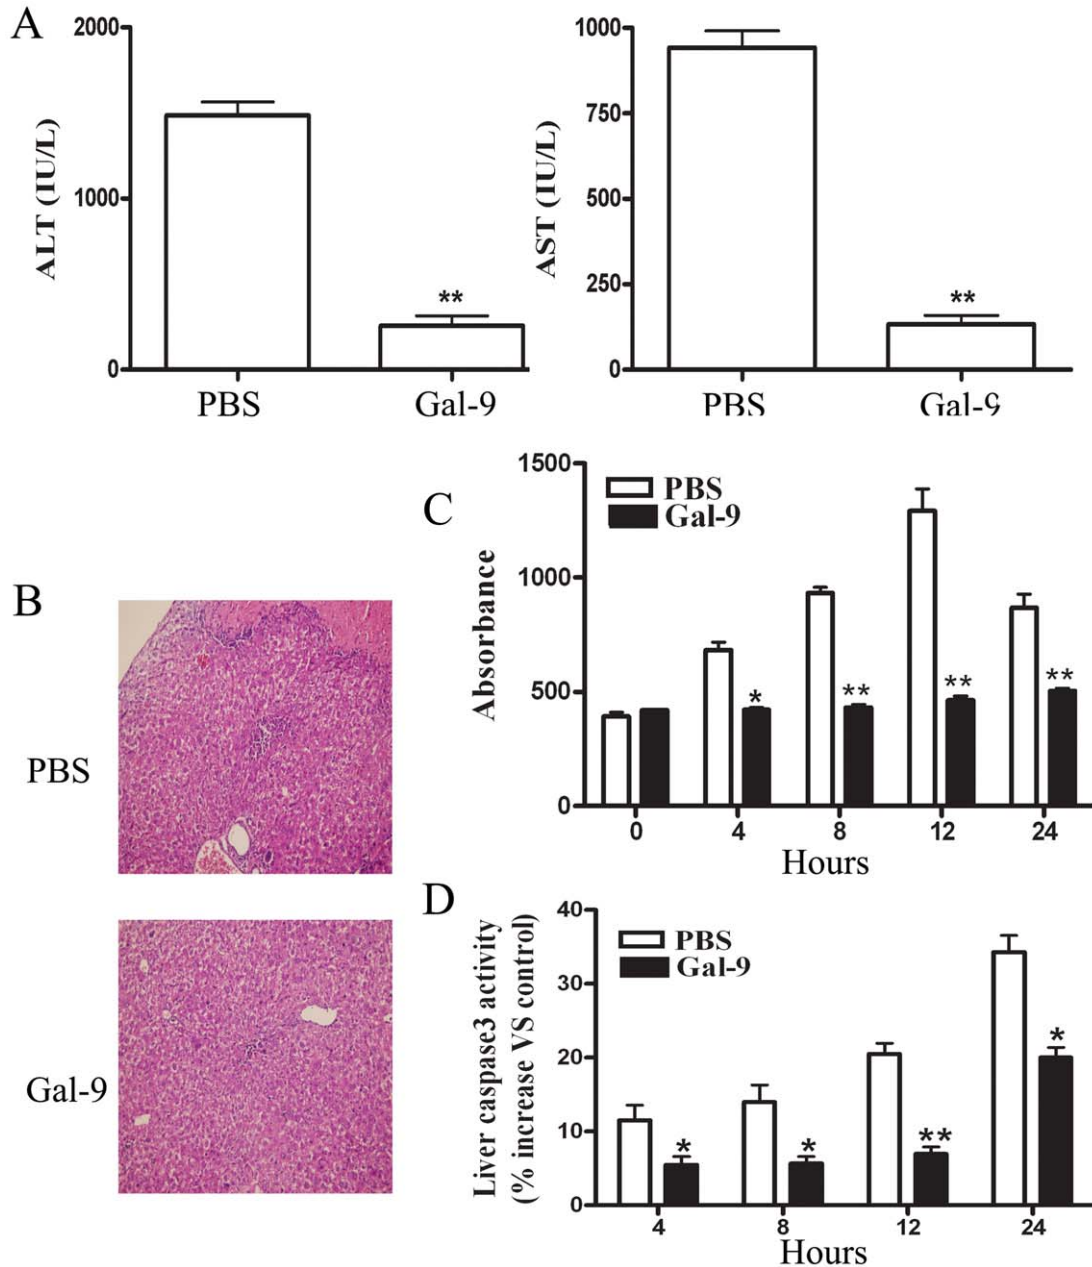 A
2000
1000
0
ALT (IU/L)
**
PBS
Gal-9
1000
750
500
250
0
AST (IU/L)
**
PBS
Gal-9
B
PBS
Gal-9
C
1500
1000
500
0
Absorbance
PBS
Gal-9
*
**
**
**
0
4
8
12
24
Hours
D
40
30
20
10
0
Liver caspase3 activity
(% increase VS control)
PBS
Gal-9
*
*
**
*
4
8
12
24
Hours